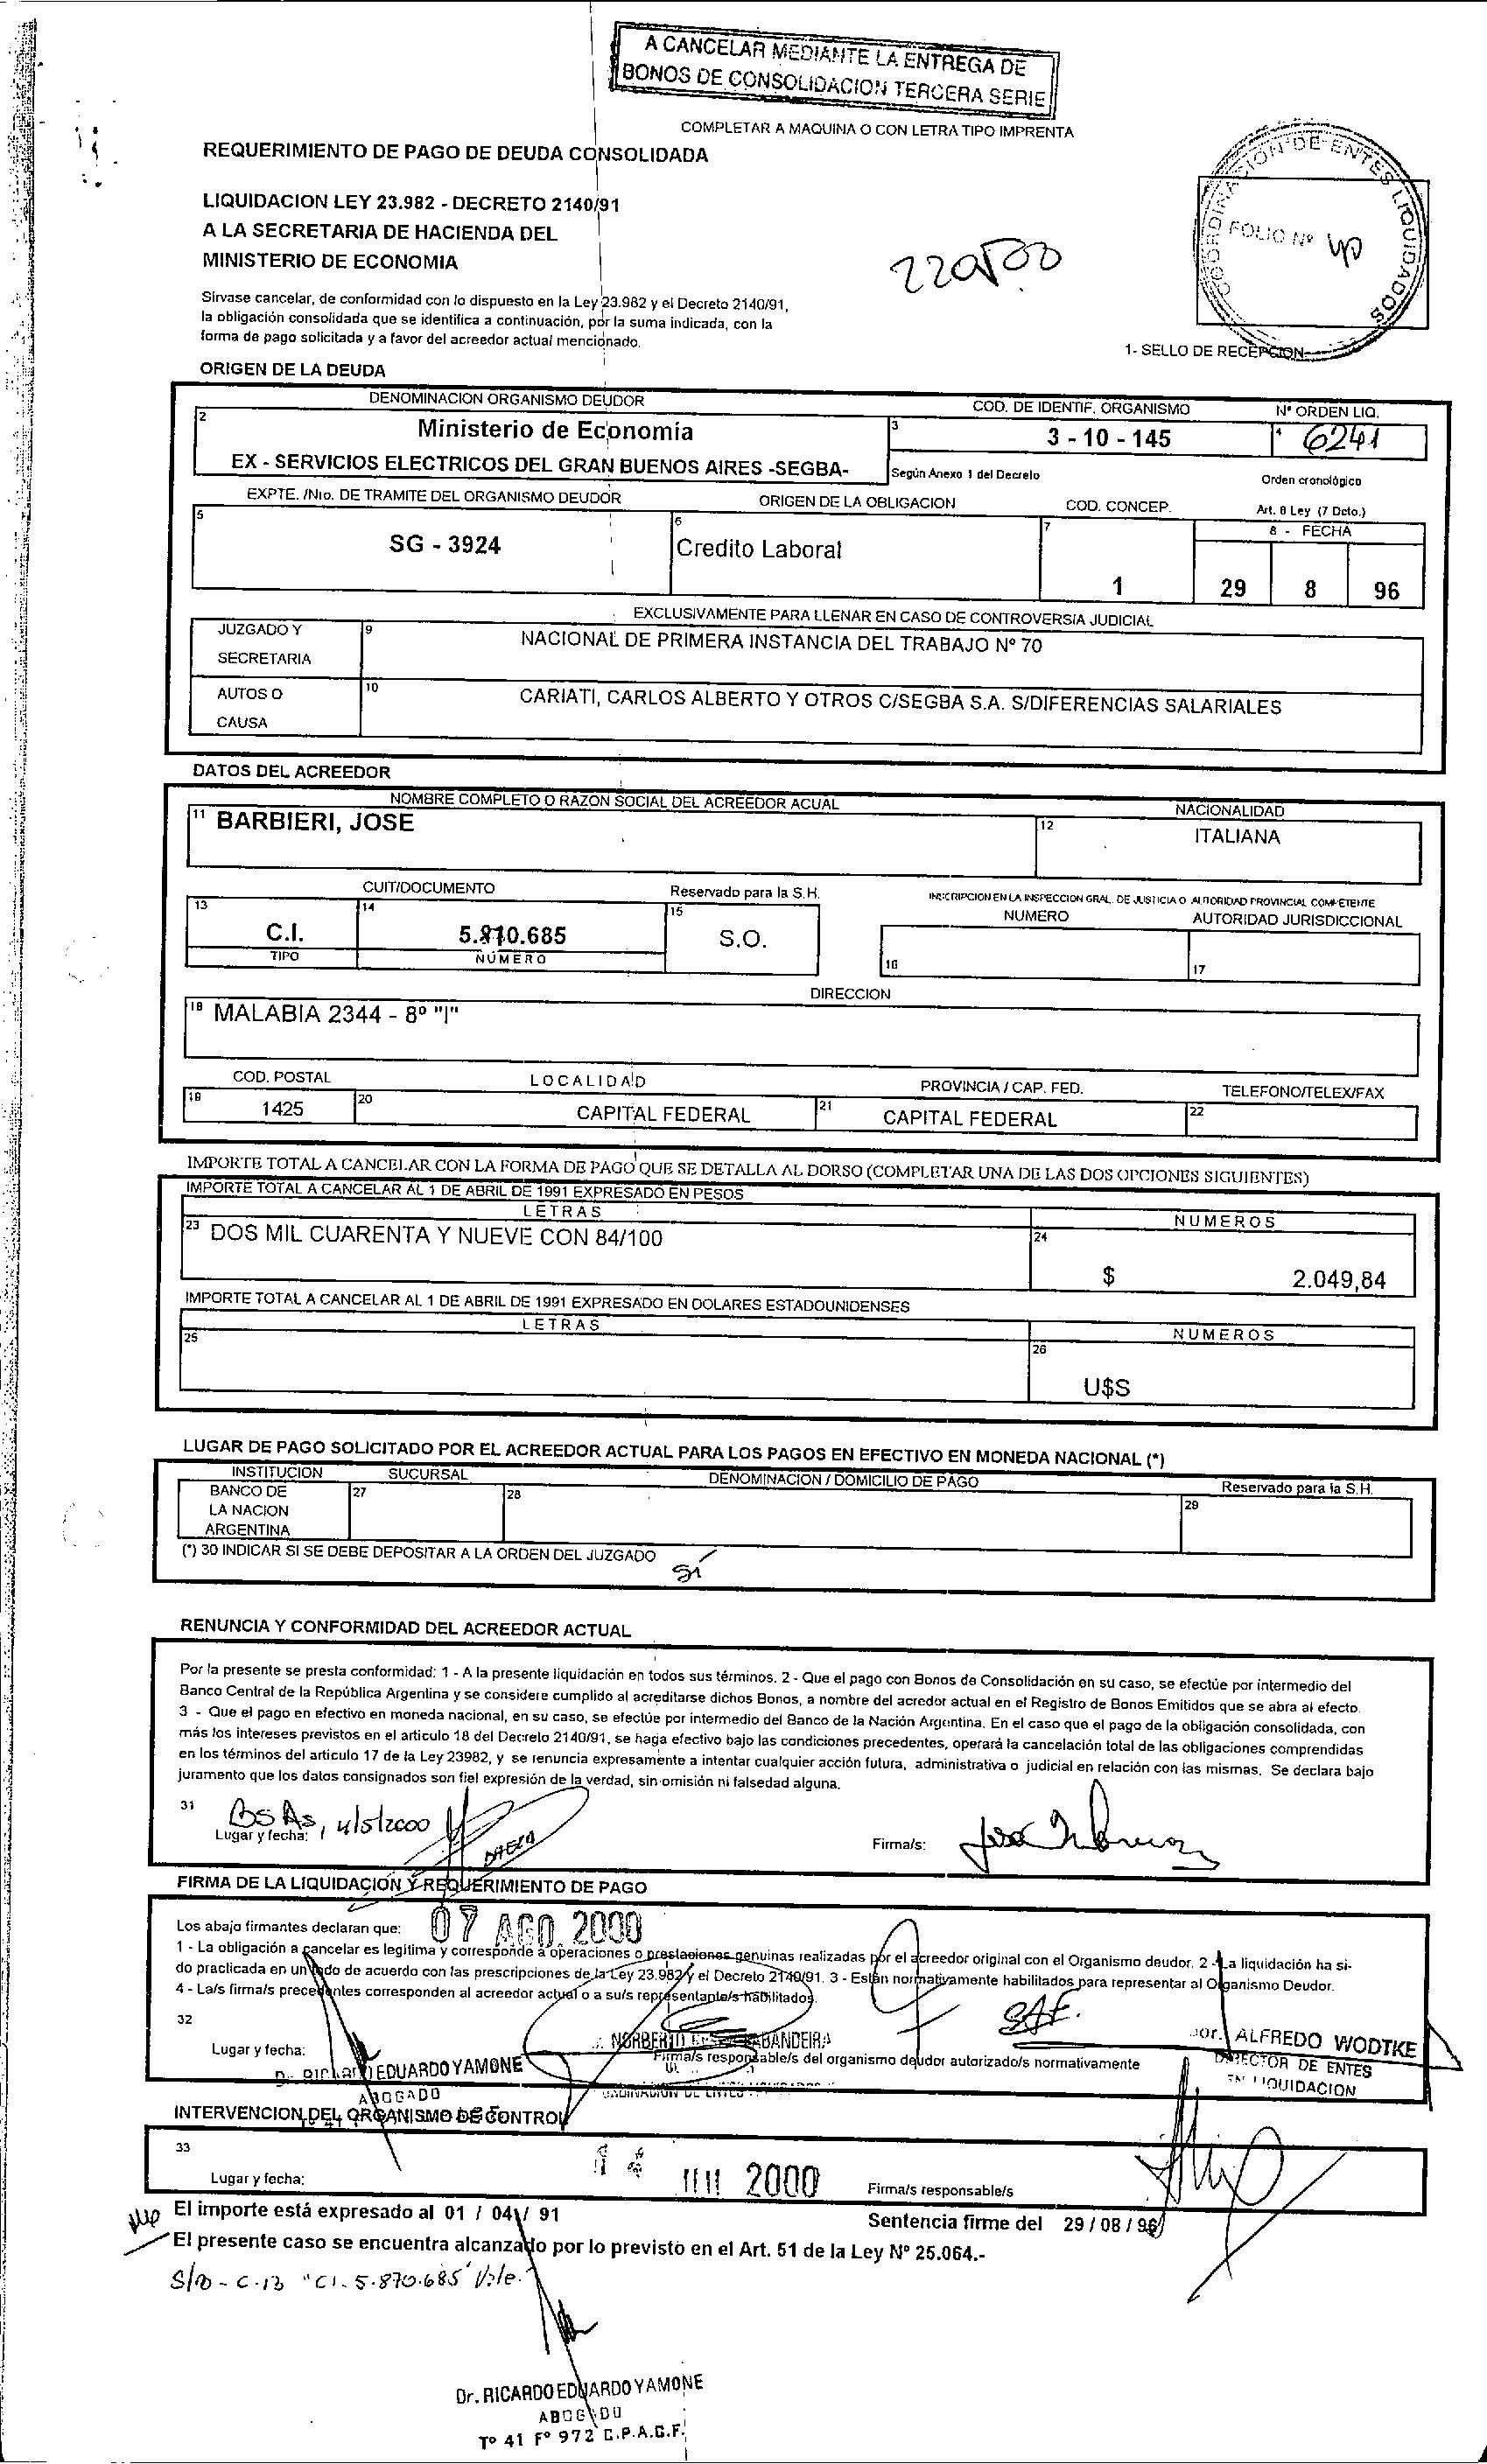 A CANCELAR MEDIANTE LA ENTREGA DE
BONOS DE CONSOLIDACION TERCERA SERIE
COMPLETAR A MAQUINA O CON LETRA TIPO IMPRENTA
REQUERIMIENTO DE PAGO DE DEUDA CONSOLIDADA
LIQUIDACION LEY 23.982 - DECRETO 2140/91
A LA SECRETARIA DE HACIENDA DEL
MINISTERIO DE ECONOMIA
COORDINACION DE ENTES LIQUIDADOS
FOLIO Nº 40
Sirvase cancelar, de conformidad con lo dispuesto en la Ley 23.982 y el Decreto 2140/91,
la obligación consolidada que se identifica a continuación, por la suma indicada, con la
forma de pago solicitada y a favor del acreedor actual mencionado.
1- SELLO DE RECEPCION
ORIGEN DE LA DEUDA
DENOMINACION ORGANISMO DEUDOR COD. DE IDENTIF. ORGANISMO Nº ORDEN LIQ.
2 Ministerio de Economía 3 3 - 10 - 145 4 6241
EX - SERVICIOS ELECTRICOS DEL GRAN BUENOS AIRES -SEGBA- Según Anexo 1 del Decreto Orden cronológico
EXPTE. /Nro. DE TRAMITE DEL ORGANISMO DEUDOR ORIGEN DE LA OBLIGACION COD. CONCEP. Art. 8 Ley (7 Dcto.)
5 SG - 3924 6 Credito Laboral 7 1 8 - FECHA 29 8 96
EXCLUSIVAMENTE PARA LLENAR EN CASO DE CONTROVERSIA JUDICIAL
JUZGADO Y SECRETARIA 9 NACIONAL DE PRIMERA INSTANCIA DEL TRABAJO Nº 70
AUTOS O CAUSA 10 CARIATI, CARLOS ALBERTO Y OTROS C/SEGBA S.A. S/DIFERENCIAS SALARIALES
DATOS DEL ACREEDOR
NOMBRE COMPLETO O RAZON SOCIAL DEL ACREEDOR ACUAL NACIONALIDAD
11 BARBIERI, JOSE 12 ITALIANA
CUIT/DOCUMENTO Reservado para la S.H. INSCRIPCION EN LA INSPECCION GRAL. DE JUSTICIA O AUTORIDAD PROVINCIAL COMPETENTE
NUMERO AUTORIDAD JURISDICCIONAL
13 C.I. 14 5.810.685 15 S.O. 16 17
TIPO NÚMERO
DIRECCION
18 MALABIA 2344 - 8º "I"
COD. POSTAL LOCALIDAD PROVINCIA / CAP. FED. TELEFONO/TELEX/FAX
19 1425 20 CAPITAL FEDERAL 21 CAPITAL FEDERAL 22
IMPORTE TOTAL A CANCELAR CON LA FORMA DE PAGO QUE SE DETALLA AL DORSO (COMPLETAR UNA DE LAS DOS OPCIONES SIGUIENTES)
IMPORTE TOTAL A CANCELAR AL 1 DE ABRIL DE 1991 EXPRESADO EN PESOS
LETRAS NUMEROS
23 DOS MIL CUARENTA Y NUEVE CON 84/100 24 $ 2.049,84
IMPORTE TOTAL A CANCELAR AL 1 DE ABRIL DE 1991 EXPRESADO EN DOLARES ESTADOUNIDENSES
LETRAS NUMEROS
25 26 U$S
LUGAR DE PAGO SOLICITADO POR EL ACREEDOR ACTUAL PARA LOS PAGOS EN EFECTIVO EN MONEDA NACIONAL (*)
INSTITUCION SUCURSAL DENOMINACION / DOMICILIO DE PAGO Reservado para la S.H.
BANCO DE LA NACION ARGENTINA 27 28 29
(*) 30 INDICAR SI SE DEBE DEPOSITAR A LA ORDEN DEL JUZGADO Sí
RENUNCIA Y CONFORMIDAD DEL ACREEDOR ACTUAL
Por la presente se presta conformidad: 1 - A la presente liquidación en todos sus términos. 2 - Que el pago con Bonos de Consolidación en su caso, se efectúe por intermedio del
Banco Central de la República Argentina y se considere cumplido al acreditarse dichos Bonos, a nombre del acredor actual en el Registro de Bonos Emitidos que se abra al efecto.
3 - Que el pago en efectivo en moneda nacional, en su caso, se efectúe por intermedio del Banco de la Nación Argentina. En el caso que el pago de la obligación consolidada, con
más los intereses previstos en el articulo 18 del Decreto 2140/91, se haga efectivo bajo las condiciones precedentes, operará la cancelación total de las obligaciones comprendidas
en los términos del articulo 17 de la Ley 23982, y se renuncia expresamente a intentar cualquier acción futura, administrativa o judicial en relación con las mismas. Se declara bajo
juramento que los datos consignados son fiel expresión de la verdad, sin omisión ni falsedad alguna.
31 Bs As, 4/5/2000
Lugar y fecha: Firma/s:
FIRMA DE LA LIQUIDACIÓN Y REQUERIMIENTO DE PAGO
Los abajo firmantes declaran que: 07 AGO. 2000
1 - La obligación a cancelar es legítima y corresponde a operaciones o prestaciones genuinas realizadas por el acreedor original con el Organismo deudor. 2 - La liquidación ha si-
do practicada en un todo de acuerdo con las prescripciones de la Ley 23.982 y el Decreto 2140/91. 3 - Están normativamente habilitados para representar al Organismo Deudor.
4 - La/s firma/s precedentes corresponden al acreedor actual o a su/s representante/s habilitados.
32
Lugar y fecha: NORBERTO BANDEIRA
Firma/s responsable/s del organismo deudor autorizado/s normativamente
EDUARDO YAMONE
ABOGADO
ALFREDO WODTKE
DIRECTOR DE ENTES
EN LIQUIDACION
INTERVENCION DEL ORGANISMO DE CONTROL
33
Lugar y fecha: 2000 Firma/s responsable/s
El importe está expresado al 01 / 04 / 91 Sentencia firme del 29 / 08 / 96
El presente caso se encuentra alcanzado por lo previsto en el Art. 51 de la Ley Nº 25.064.-
"CI. 5.870.685" Vale.
Dr. RICARDO EDUARDO YAMONE
ABOGADO
Tº 41 Fº 972 C.P.A.C.F.